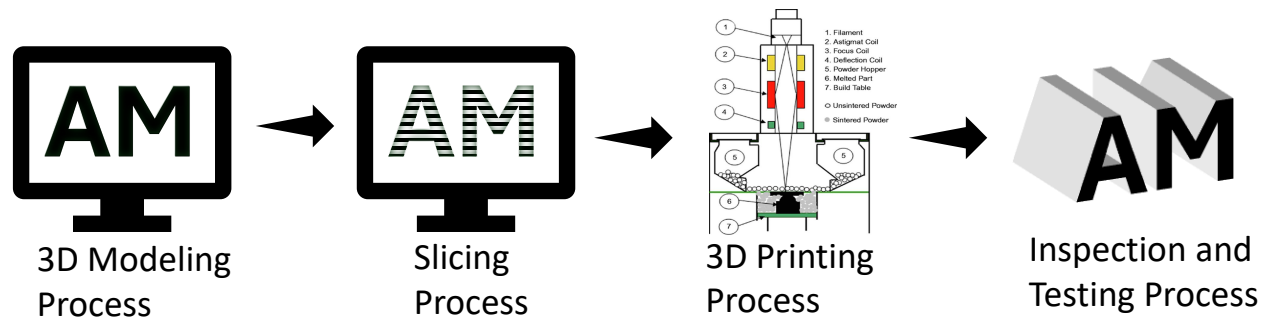 AM
3D Modeling
Process
AM
Slicing
Process
1
2
3
4
5
5
6
7
1. Filament
2. Astigmat Coil
3. Focus Coil
4. Deflection Coil
5. Powder Hopper
6. Melted Part
7. Build Table
Unsintered Powder
Sintered Powder
3D Printing
Process
AM
Inspection and
Testing Process